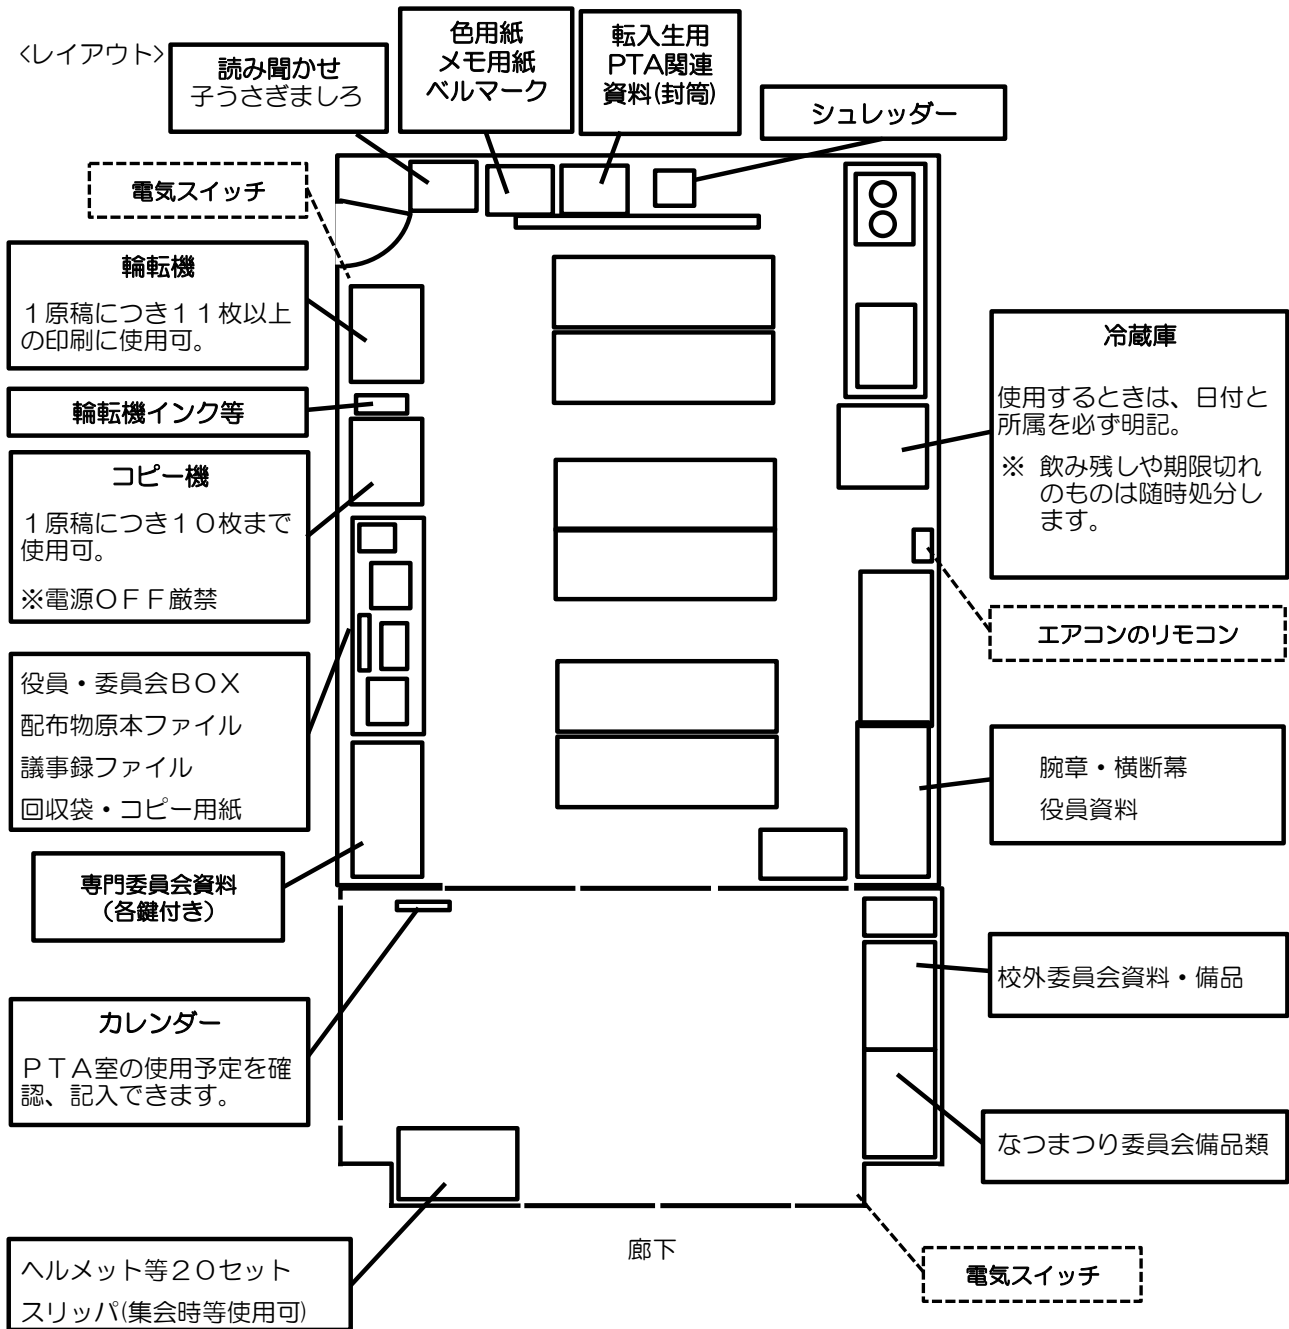 <レイアウト>
読み聞かせ
子うさぎましろ
色用紙
メモ用紙
ベルマーク
転入生用
PTA関連
資料(封筒)
シュレッダー
電気スイッチ
輪転機
１原稿につき１１枚以上
の印刷に使用可。
輪転機インク等
コピー機
１原稿につき１０枚まで
使用可。
※電源ＯＦＦ厳禁
役員・委員会ＢＯＸ
配布物原本ファイル
議事録ファイル
回収袋・コピー用紙
専門委員会資料
（各鍵付き）
カレンダー
ＰＴＡ室の使用予定を確
認、記入できます。
ヘルメット等２０セット
スリッパ(集会時等使用可)
冷蔵庫
使用するときは、日付と
所属を必ず明記。
※ 飲み残しや期限切れ
のものは随時処分し
ます。
エアコンのリモコン
腕章・横断幕
役員資料
校外委員会資料・備品
なつまつり委員会備品類
廊下
電気スイッチ